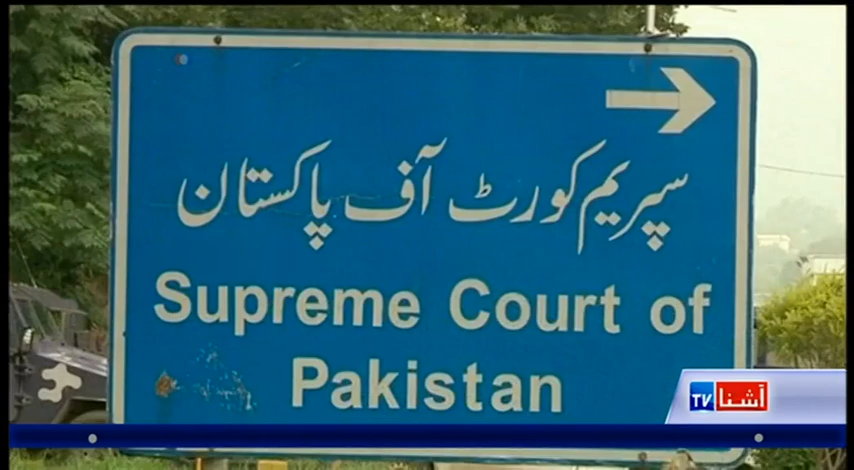 سپریم کورٹ آف پاکستان
Supreme Court of
Pakistan
TV آشنا